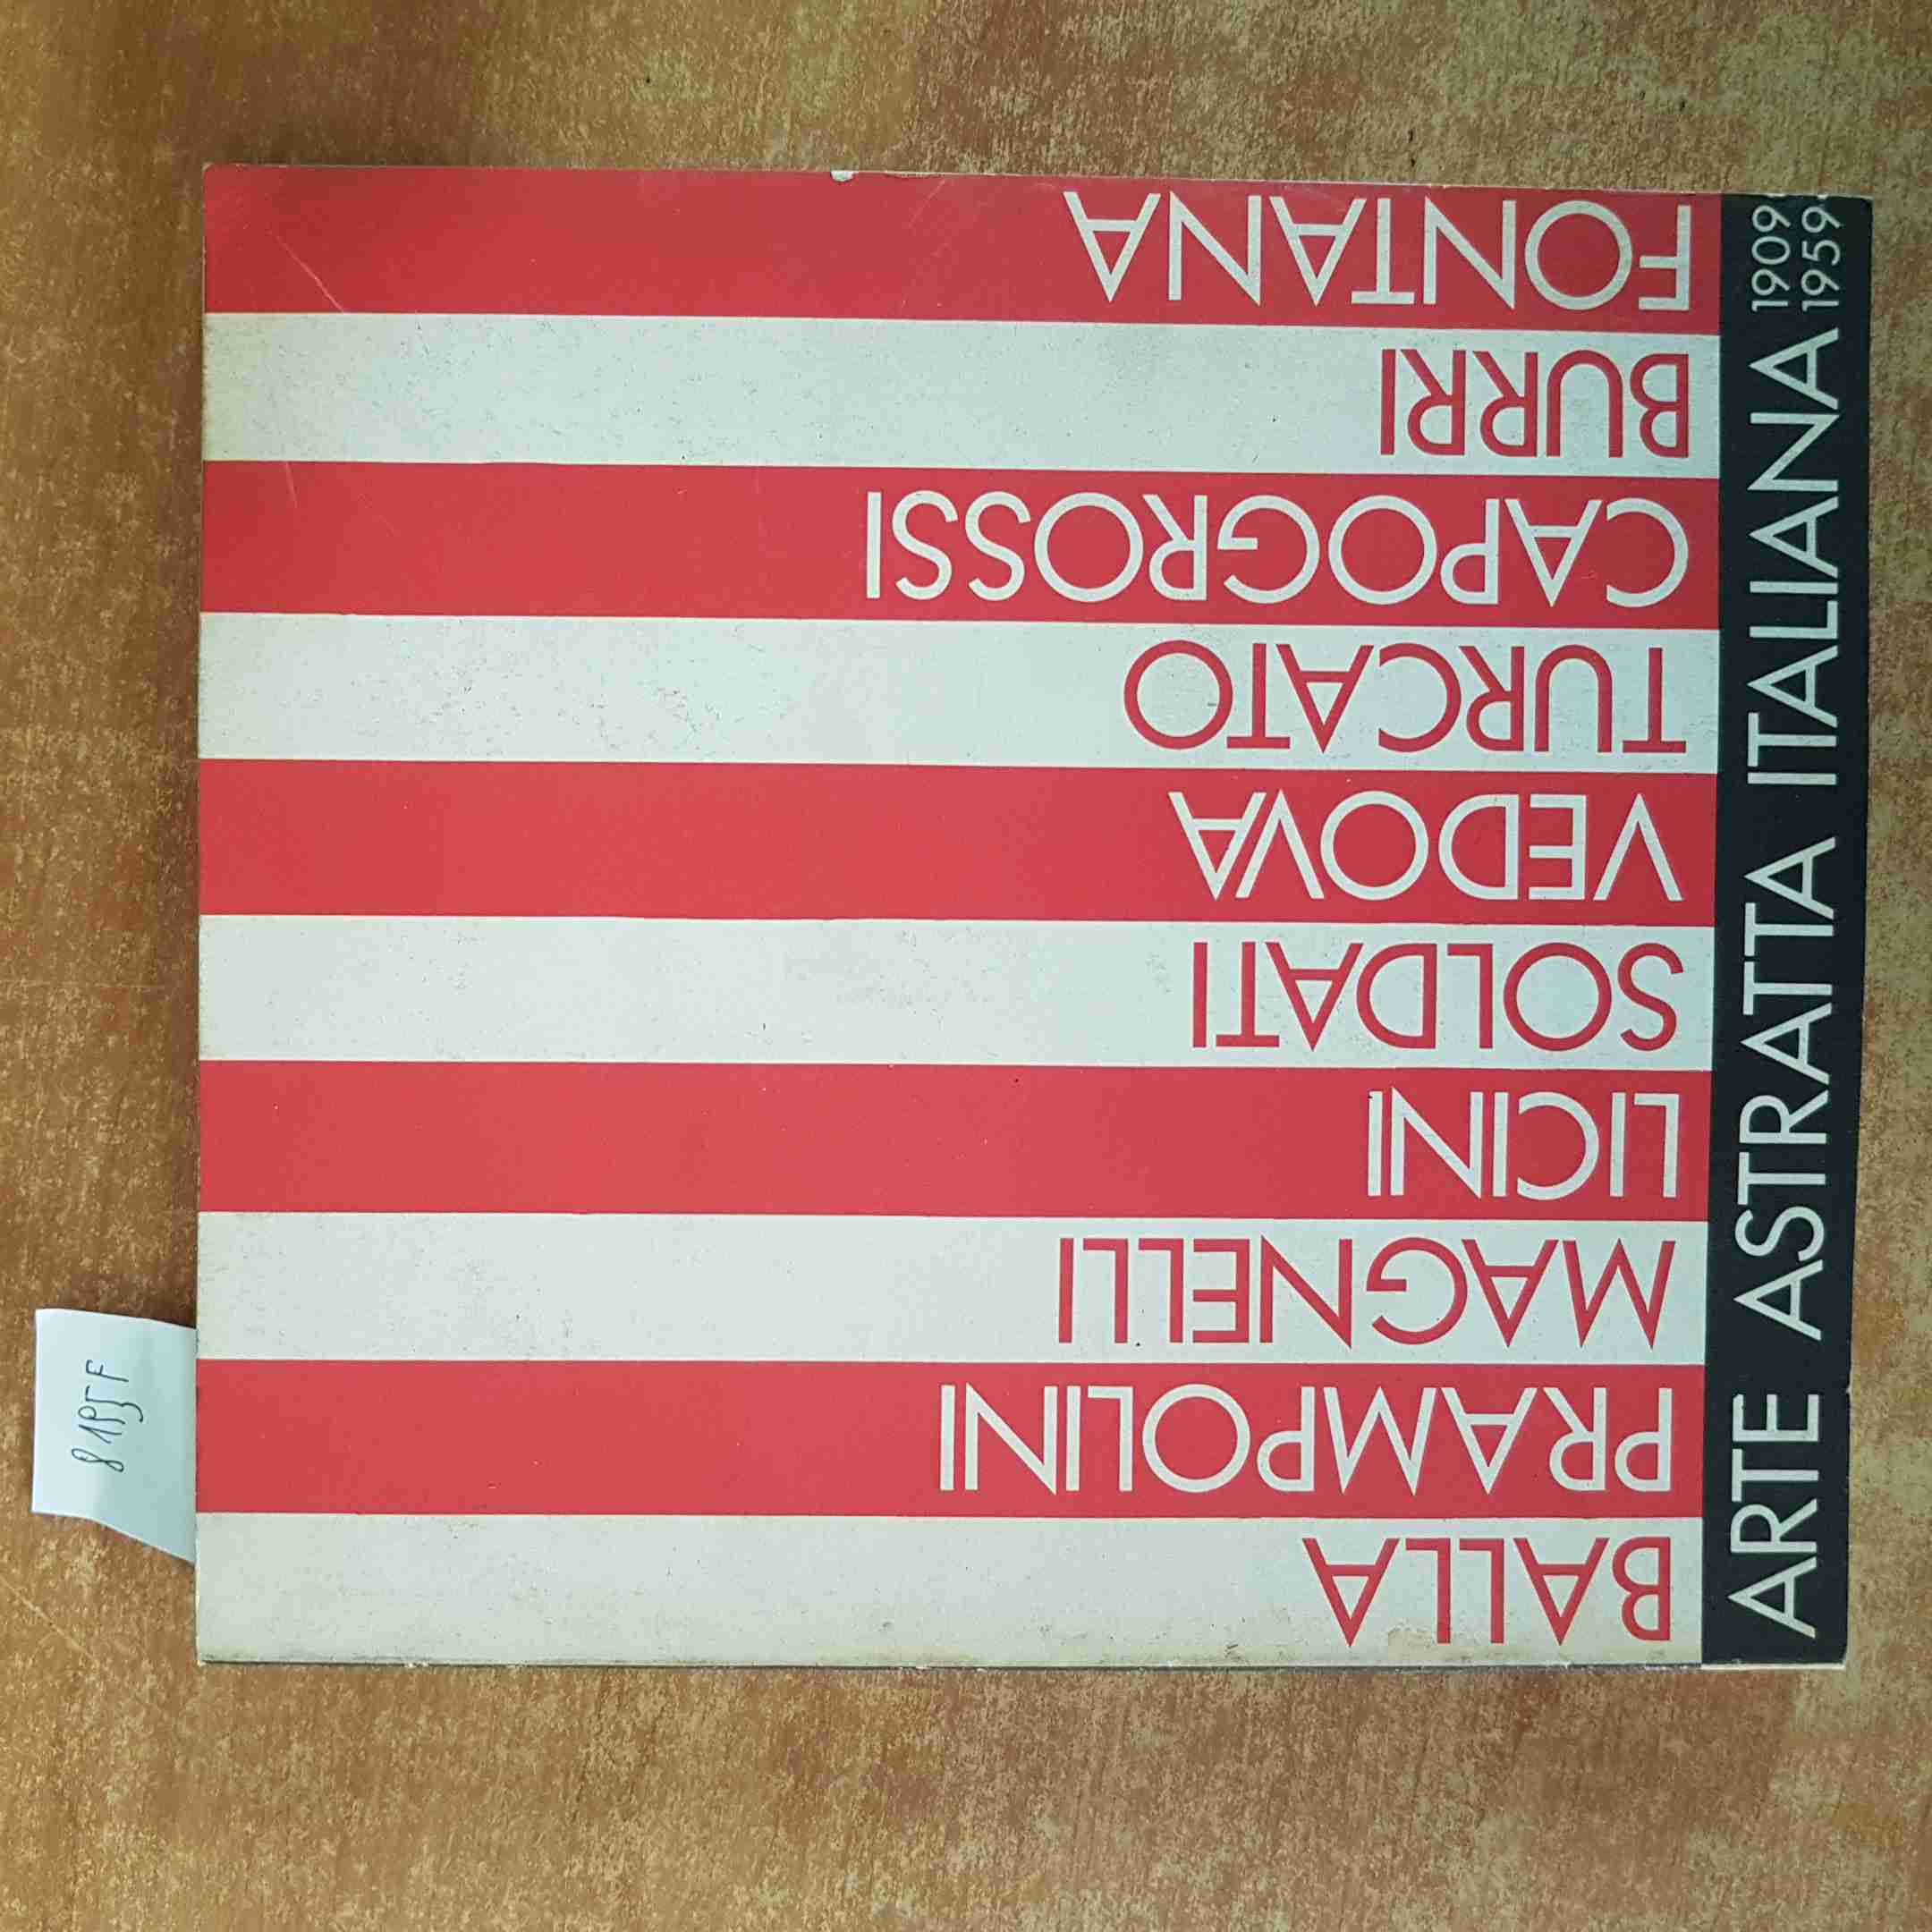 BALLA
PRAMPOLINI
MAGNELLI
LICINI
SOLDATI
VEDOVA
TURCATO
CAPOGROSSI
BURRI
FONTANA
ARTE ASTRATTA ITALIANA 1909
1959